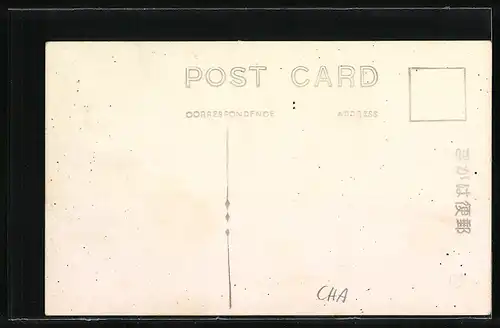 POST CARD
CORRESPONDENCE
ADDRESS
きがは便郵
CHA